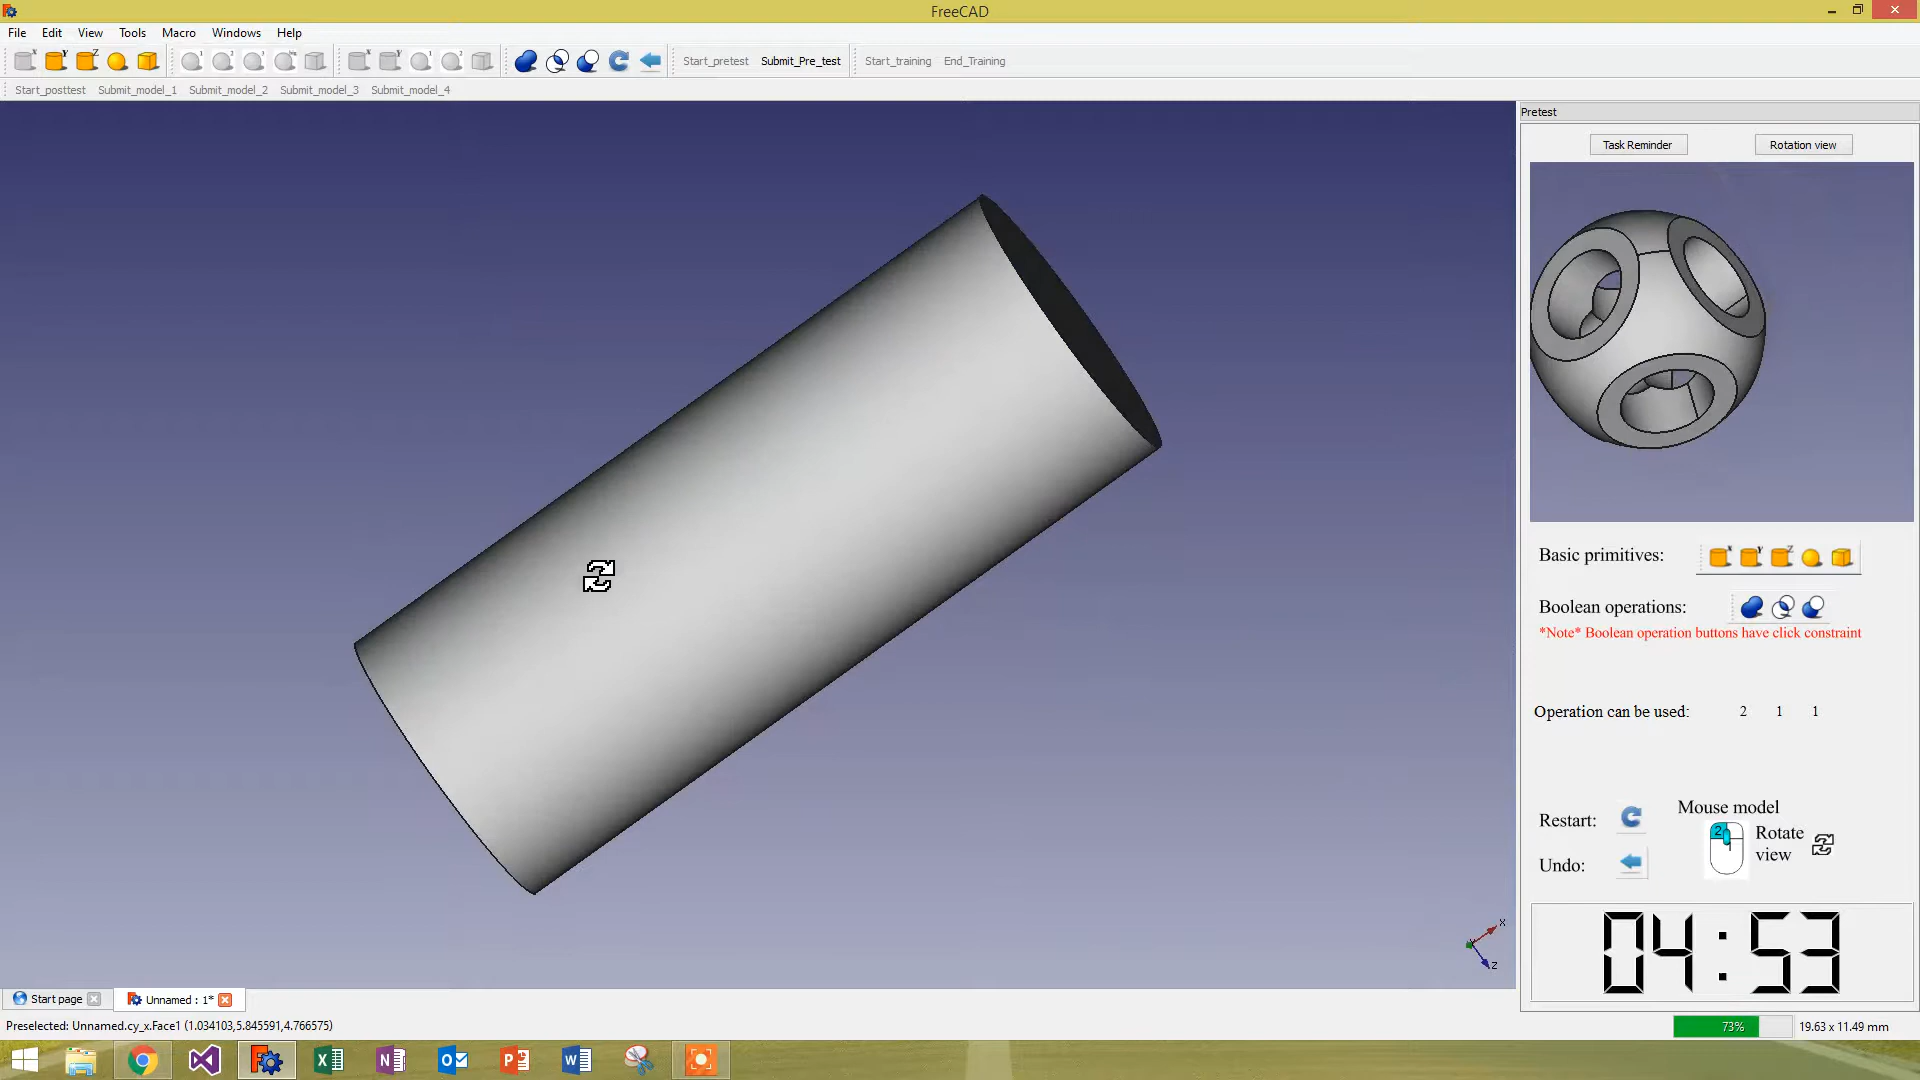 FreeCAD
File Edit View Tools Macro Windows Help
Start_pretest Submit_Pre_test Start_training End_Training
Start_posttest Submit_model_1 Submit_model_2 Submit_model_3 Submit_model_4
Pretest
Task Reminder Rotation view
Basic primitives: X Y Z
Boolean operations:
*Note* Boolean operation buttons have click constraint
Operation can be used: 2 1 1
Mouse model
Restart: 2 Rotate
view
Undo:
04:53
X
Y
Z
Start page Unnamed : 1*
Preselected: Unnamed.cy_x.Face1 (1.034103,5.845591,4.766575) 73% 19.63 x 11.49 mm